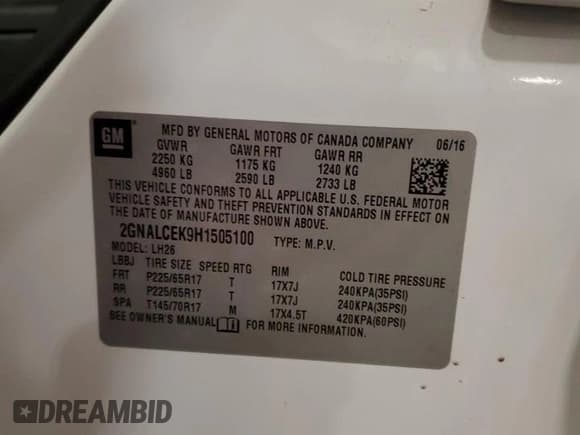 GM
MFD BY GENERAL MOTORS OF CANADA COMPANY 06/16
GVWR GAWR FRT GAWR RR
2250 KG 1175 KG 1240 KG
4960 LB 2590 LB 2733 LB
THIS VEHICLE CONFORMS TO ALL APPLICABLE U.S. FEDERAL MOTOR
VEHICLE SAFETY AND THEFT PREVENTION STANDARDS IN EFFECT ON
THE DATE OF MANUFACTURE SHOWN ABOVE.
2GNALCEK9H1505100 TYPE: M.P.V.
MODEL: LH26
LBBJ TIRE SIZE SPEED RTG RIM COLD TIRE PRESSURE
FRT P225/65R17 T 17X7J 240KPA(35PSI)
RR P225/65R17 T 17X7J 240KPA(35PSI)
SPA T145/70R17 M 17X4.5T 420KPA(60PSI)
SEE OWNER'S MANUAL FOR MORE INFORMATION.
DREAMBID